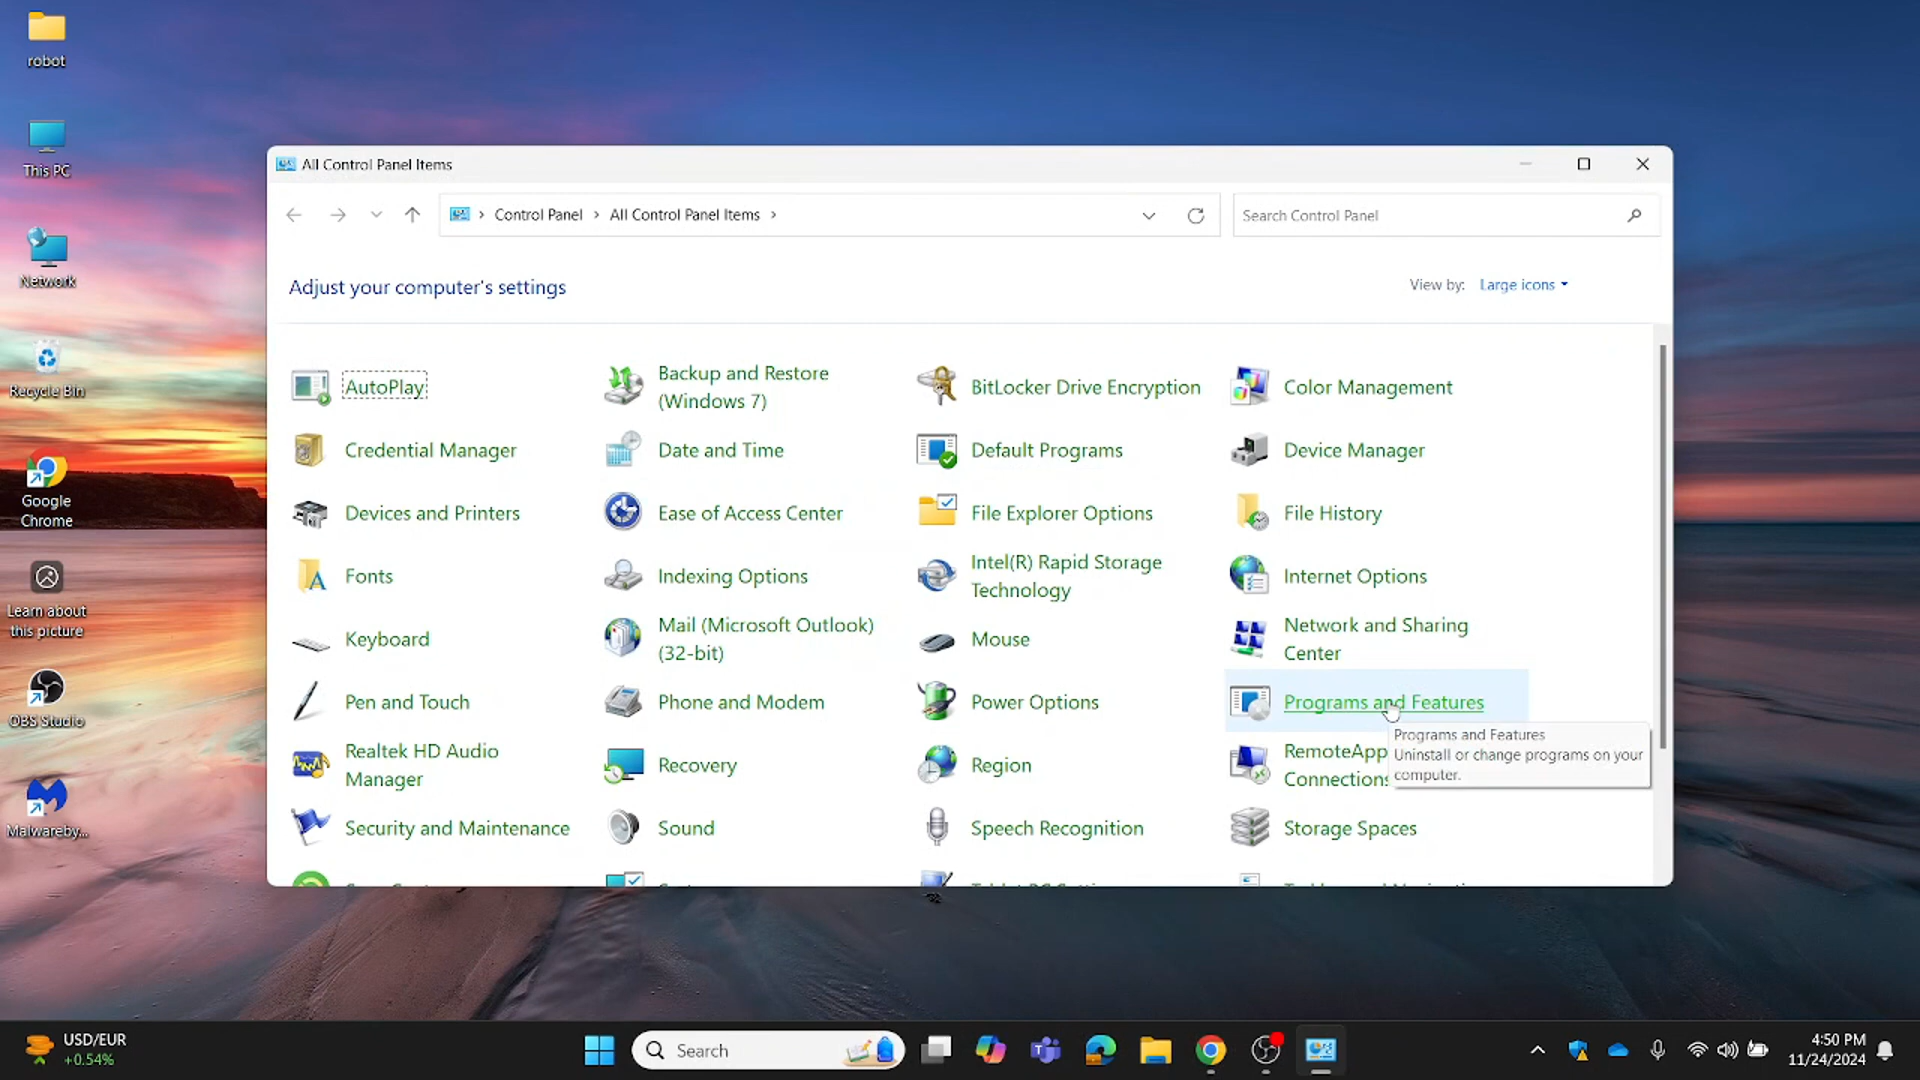 robot
This PC
Network
Recycle Bin
Google
Chrome
Learn about
this picture
OBS Studio
Malwareby...
All Control Panel Items
Control Panel
All Control Panel Items
Search Control Panel
Adjust your computer's settings
View by: Large icons
AutoPlay
Backup and Restore
(Windows 7)
BitLocker Drive Encryption
Color Management
Credential Manager
Date and Time
Default Programs
Device Manager
Devices and Printers
Ease of Access Center
File Explorer Options
File History
Fonts
Indexing Options
Intel(R) Rapid Storage
Technology
Internet Options
Keyboard
Mail (Microsoft Outlook)
(32-bit)
Mouse
Network and Sharing
Center
Pen and Touch
Phone and Modem
Power Options
Programs and Features
Programs and Features
Uninstall or change programs on your
computer.
Realtek HD Audio
Manager
Recovery
Region
RemoteApp
Connections
Security and Maintenance
Sound
Speech Recognition
Storage Spaces
USD/EUR
+0.54%
Search
4:50 PM
11/24/2024